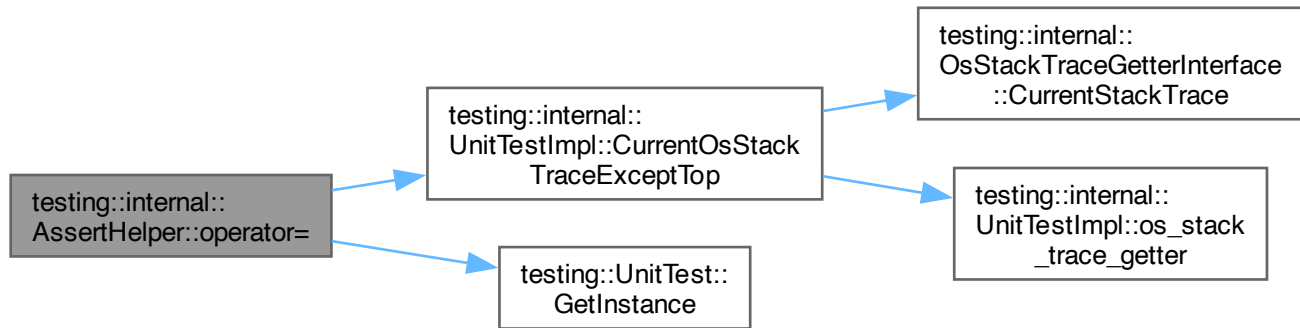 testing::internal::
AssertHelper::operator=
testing::internal::
UnitTestImpl::CurrentOsStack
TraceExceptTop
testing::UnitTest::
GetInstance
testing::internal::
OsStackTraceGetterInterface
::CurrentStackTrace
testing::internal::
UnitTestImpl::os_stack
_trace_getter